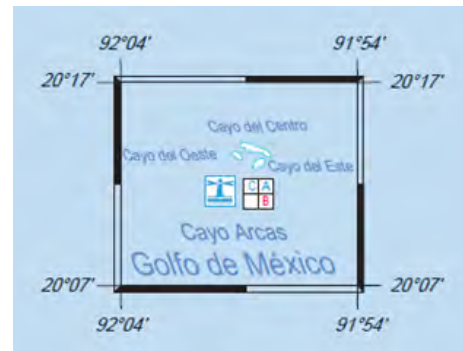 92°04' 91°54'
20°17' 20°17'
Cayo del Centro
Cayo del Oeste
Cayo del Este
C A
B
Cayo Arcas
Golfo de México
20°07' 20°07'
92°04' 91°54'